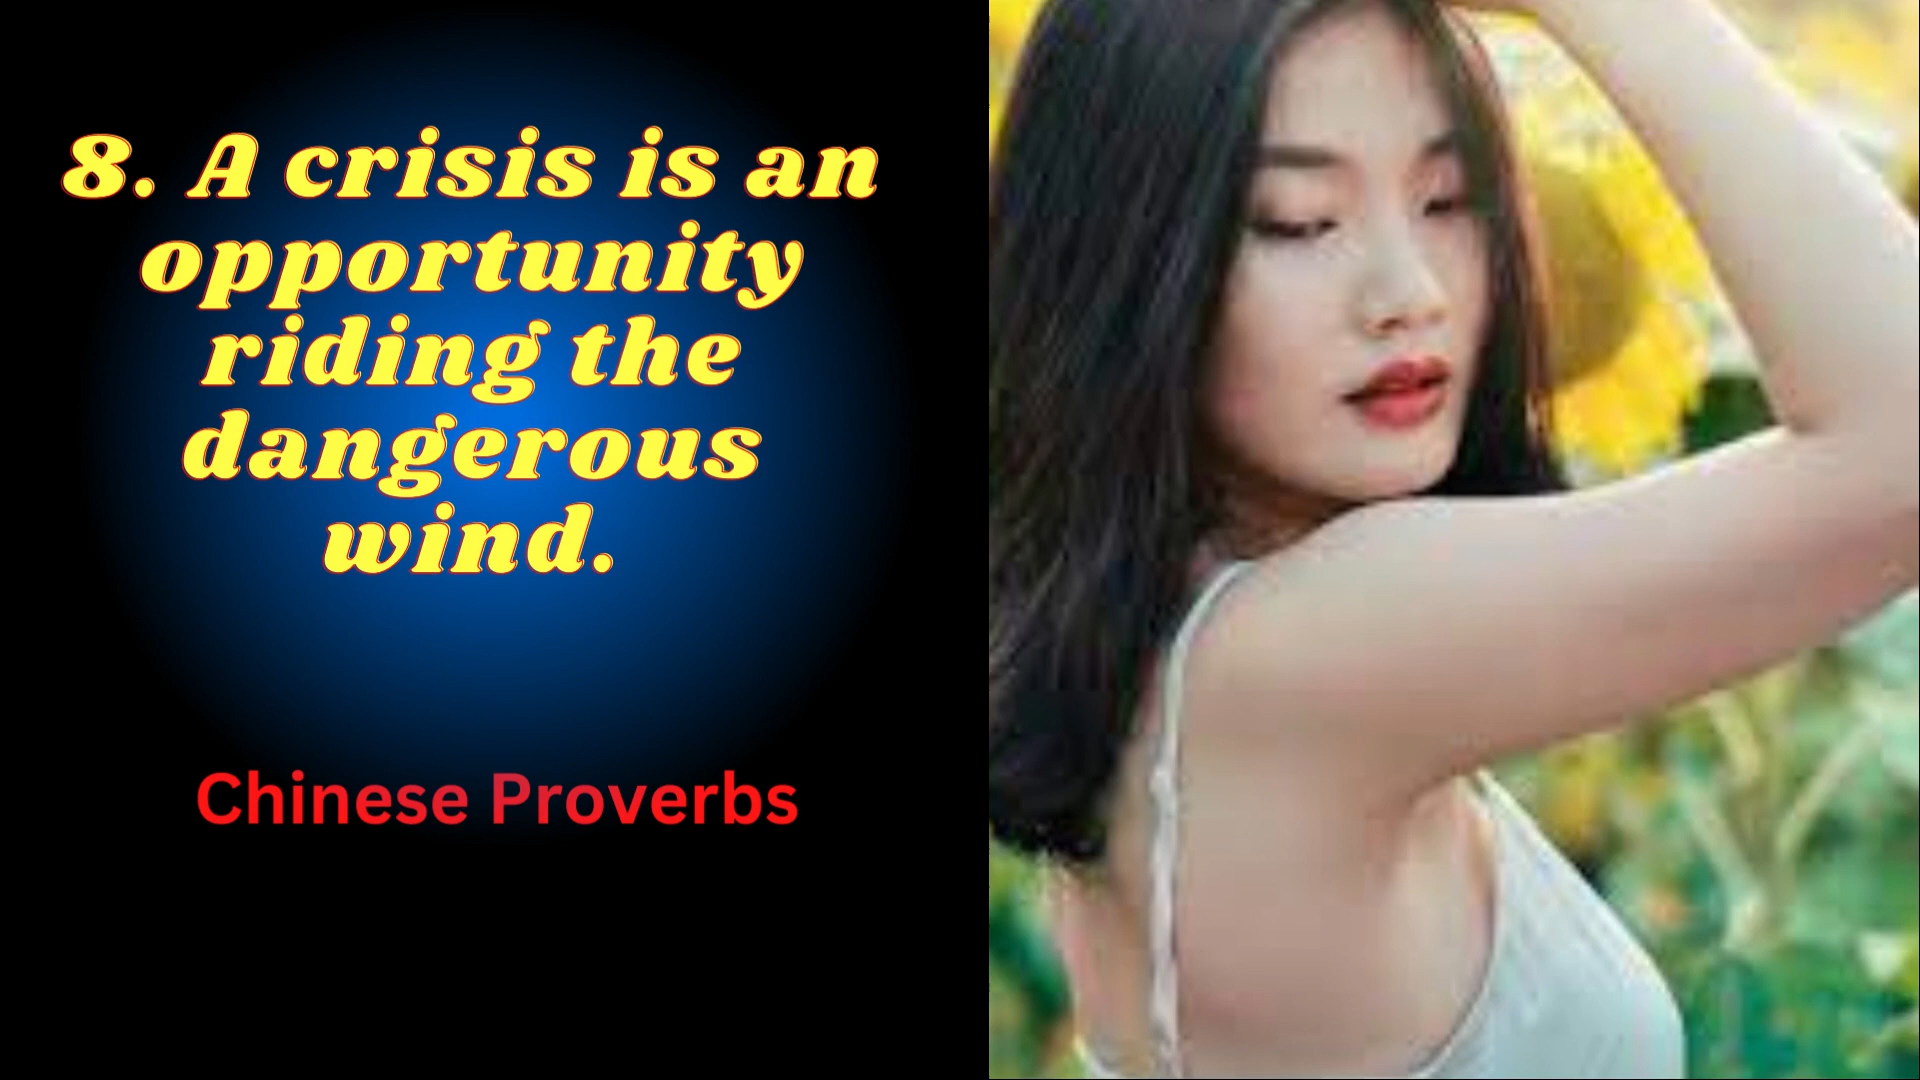 8. A crisis is an
opportunity
riding the
dangerous
wind.
Chinese Proverbs